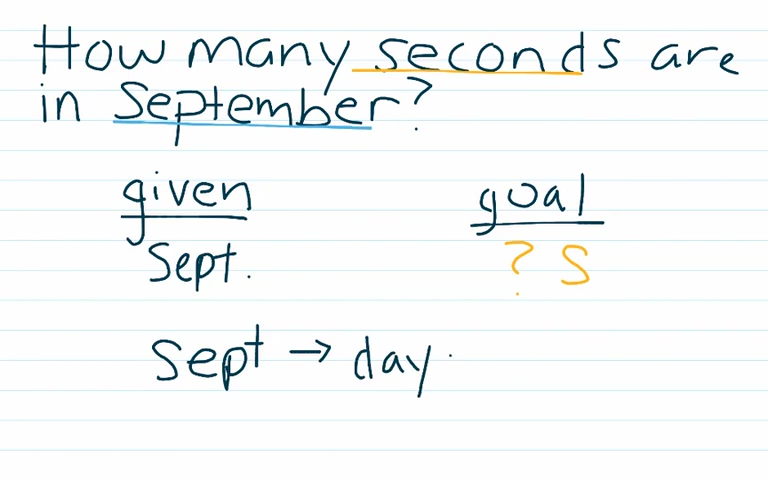 How many seconds are
in September?
given goal
Sept. ? s
Sept → day